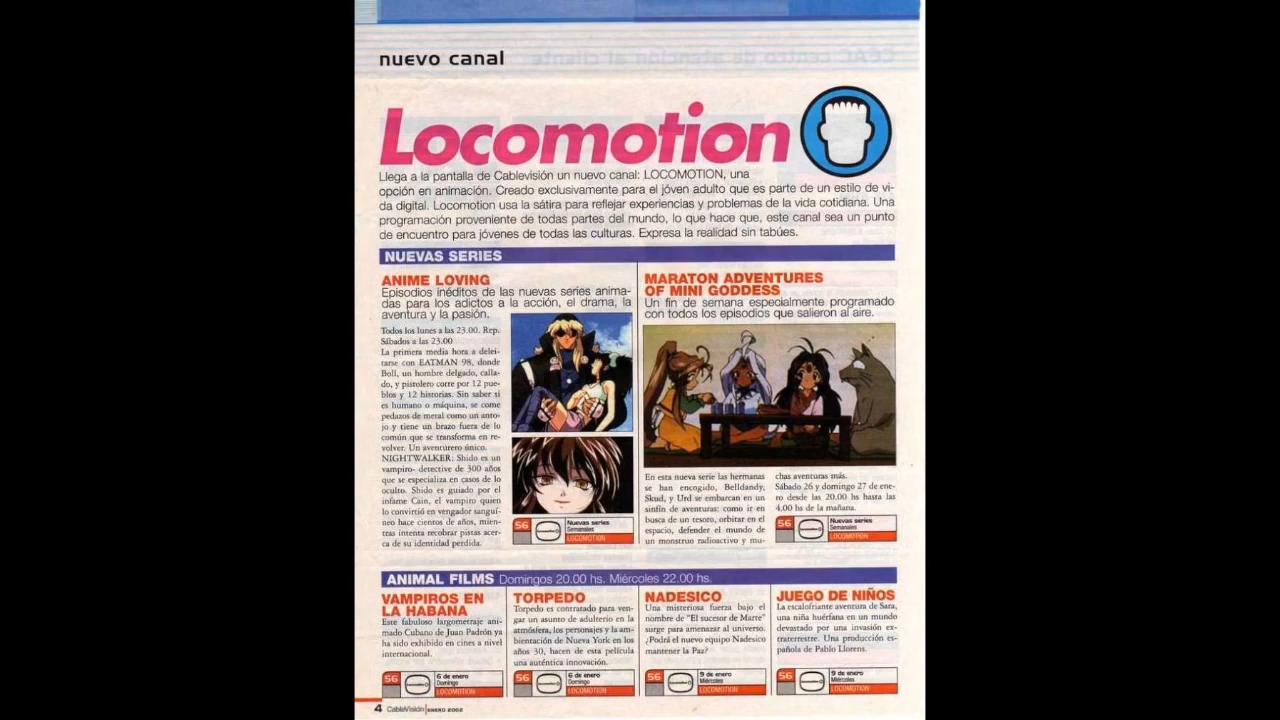 nuevo canal
Locomotion
Llega a la pantalla de Cablevisión un nuevo canal: LOCOMOTION, una
opción en animación. Creado exclusivamente para el jóven adulto que es parte de un estilo de vi-
da digital. Locomotion usa la sátira para reflejar experiencias y problemas de la vida cotidiana. Una
programación proveniente de todas partes del mundo, lo que hace que, este canal sea un punto
de encuentro para jóvenes de todas las culturas. Expresa la realidad sin tabúes.
NUEVAS SERIES
ANIME LOVING
Episodios inéditos de las nuevas series anima-
das para los adictos a la acción, el drama, la
aventura y la pasión.
Todos los lunes a las 23.00. Rep.
Sábados a las 23.00
La primera media hora a delei-
tarse con EATMAN 98, donde
Boll, un hombre delgado, calla-
do, y pistolero corre por 12 pue-
blos y 12 historias. Sin saber si
es humano o máquina, se come
pedazos de metal como un anto-
jo y tiene un brazo fuera de lo
común que se transforma en re-
volver. Un aventurero único.
NIGHTWALKER: Shido es un
vampiro- detective de 300 años
que se especializa en casos de lo
oculto. Shido es guiado por el
infame Cain, el vampiro quien
lo convirtió en vengador sanguí-
neo hace cientos de años, mien-
tras intenta recobrar pistas acer-
ca de su identidad perdida.
56
Nuevas series
Semanales
LOCOMOTION
MARATON ADVENTURES
OF MINI GODDESS
Un fin de semana especialmente programado
con todos los episodios que salieron al aire.
En esta nueva serie las hermanas
se han encogido, Belldandy,
Skud, y Urd se embarcan en un
sinfín de aventuras: como ir en
busca de un tesoro, orbitar en el
espacio, defender el mundo de
un monstruo radioactivo y mu-
chas aventuras más.
Sábado 26 y domingo 27 de ene-
ro desde las 20.00 hs hasta las
4.00 hs de la mañana.
56
Nuevas series
Semanales
LOCOMOTION
ANIMAL FILMS Domingos 20.00 hs. Miércoles 22.00 hs.
VAMPIROS EN
LA HABANA
Este fabuloso largometraje ani-
mado Cubano de Juan Padrón ya
ha sido exhibido en cines a nivel
internacional.
56
6 de enero
Domingo
LOCOMOTION
TORPEDO
Torpedo es contratado para ven-
gar un asunto de adulterio en la
atmósfera, los personajes y la am-
bientación de Nueva York en los
años 30, hacen de esta película
una auténtica innovación.
56
6 de enero
Domingo
LOCOMOTION
NADESICO
Una misteriosa fuerza bajo el
nombre de "El sucesor de Marte"
surge para amenazar al universo.
¿Podrá el nuevo equipo Nadesico
mantener la Paz?
56
9 de enero
Miércoles
LOCOMOTION
JUEGO DE NIÑOS
La escalofriante aventura de Sara,
una niña huérfana en un mundo
devastado por una invasión ex-
traterrestre. Una producción es-
pañola de Pablo Llorens.
56
9 de enero
Miércoles
LOCOMOTION
4 CableVisión ENERO 2002